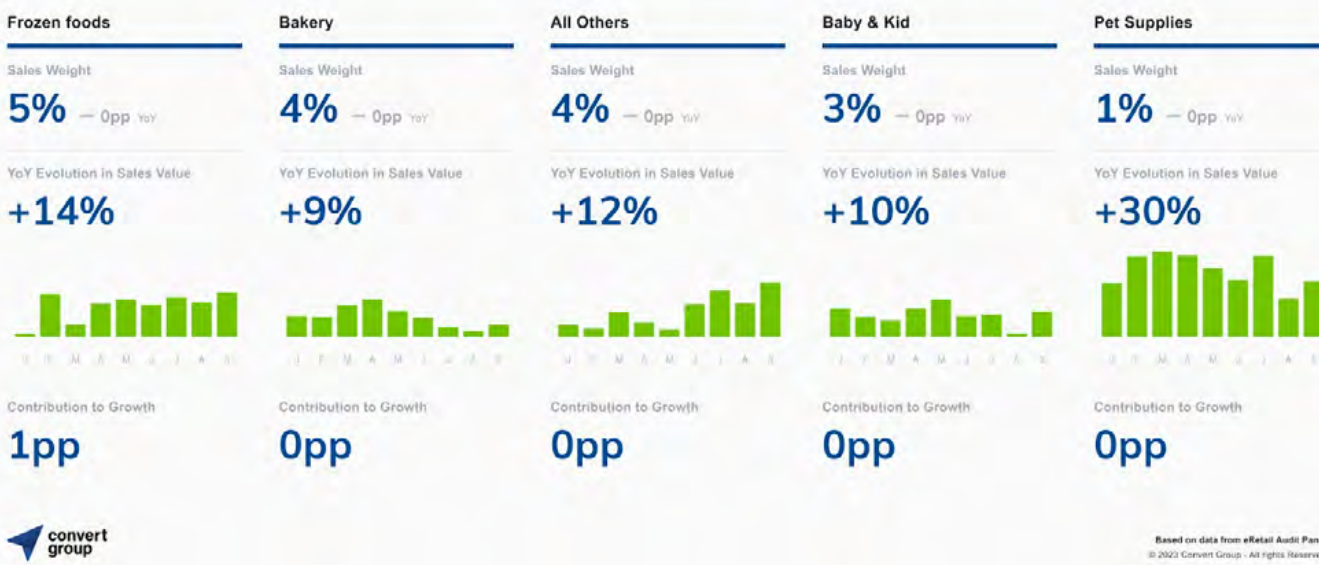 Frozen foods
Sales Weight
5% — 0pp YoY
YoY Evolution in Sales Value
+14%
J F M A M J J A S
Contribution to Growth
1pp
Bakery
Sales Weight
4% — 0pp YoY
YoY Evolution in Sales Value
+9%
J F M A M J J A S
Contribution to Growth
0pp
All Others
Sales Weight
4% — 0pp YoY
YoY Evolution in Sales Value
+12%
J F M A M J J A S
Contribution to Growth
0pp
Baby & Kid
Sales Weight
3% — 0pp YoY
YoY Evolution in Sales Value
+10%
J F M A M J J A S
Contribution to Growth
0pp
Pet Supplies
Sales Weight
1% — 0pp YoY
YoY Evolution in Sales Value
+30%
J F M A M J J A S
Contribution to Growth
0pp
convert
group
Based on data from eRetail Audit Pan
© 2023 Convert Group - All rights Reserve